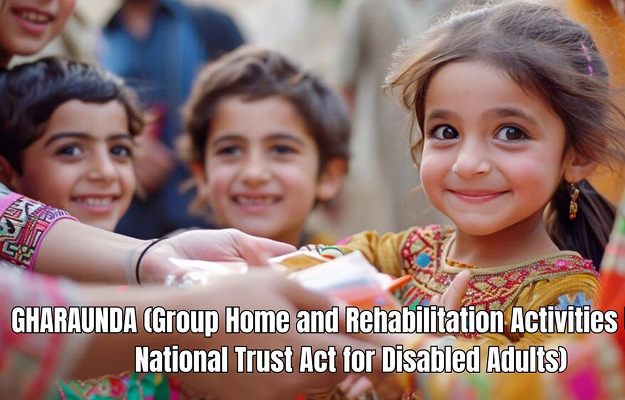 GHARAUNDA (Group Home and Rehabilitation Activities
National Trust Act for Disabled Adults)